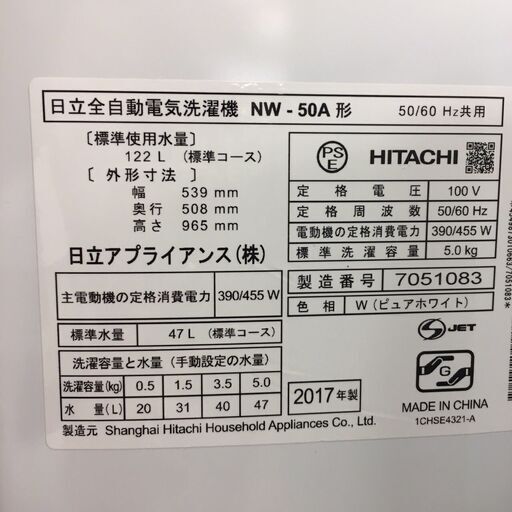 日立全自動電気洗濯機 NW - 50A 形 50/60 Hz共用
〔標準使用水量〕
122 L (標準コース)
〔外形寸法〕
幅 539 mm
奥行 508 mm
高さ 965 mm
日立アプライアンス(株)
PSE HITACHI
定格電圧 100 V
定格周波数 50/60 Hz
電動機の定格消費電力 390/455 W
標準洗濯容量 5.0kg
主電動機の定格消費電力 390/455 W
製造番号 7051083
色相 W (ピュアホワイト)
標準水量 47 L (標準コース)
S JET
洗濯容量と水量 (手動設定の水量)
洗濯容量(kg) 0.5 1.5 3.5 5.0
水量(L) 20 31 40 47
2017年製
G
MADE IN CHINA
1CHSE4321-A
製造元 Shanghai Hitachi Household Appliances Co., Ltd.